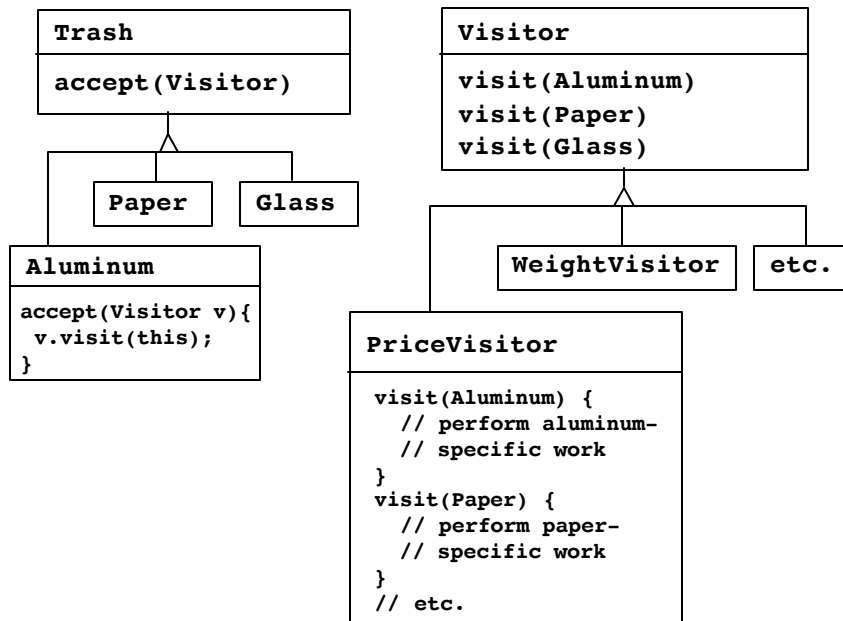 Trash
accept(Visitor)
Paper
Glass
Aluminum
accept(Visitor v){
v.visit(this);
}
Visitor
visit(Aluminum)
visit(Paper)
visit(Glass)
WeightVisitor
etc.
PriceVisitor
visit(Aluminum) {
// perform aluminum-
// specific work
}
visit(Paper) {
// perform paper-
// specific work
}
// etc.